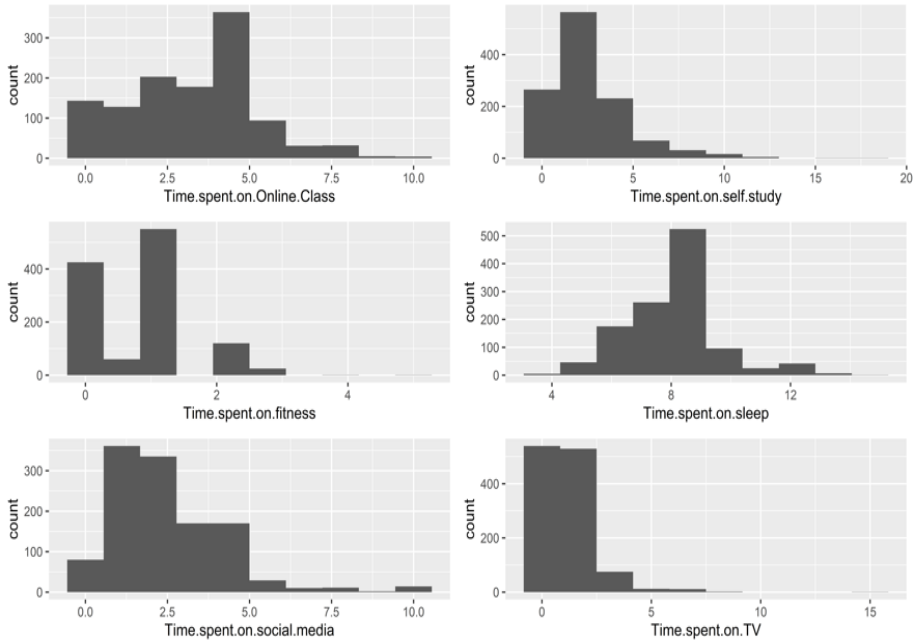 count
300
200
100
0
0.0 2.5 5.0 7.5 10.0
Time.spent.on.Online.Class
count
400
200
0
0 5 10 15 20
Time.spent.on.self.study
count
400
200
0
0 2 4
Time.spent.on.fitness
count
500
400
300
200
100
0
4 8 12
Time.spent.on.sleep
count
300
200
100
0
0.0 2.5 5.0 7.5 10.0
Time.spent.on.social.media
count
400
200
0
0 5 10 15
Time.spent.on.TV